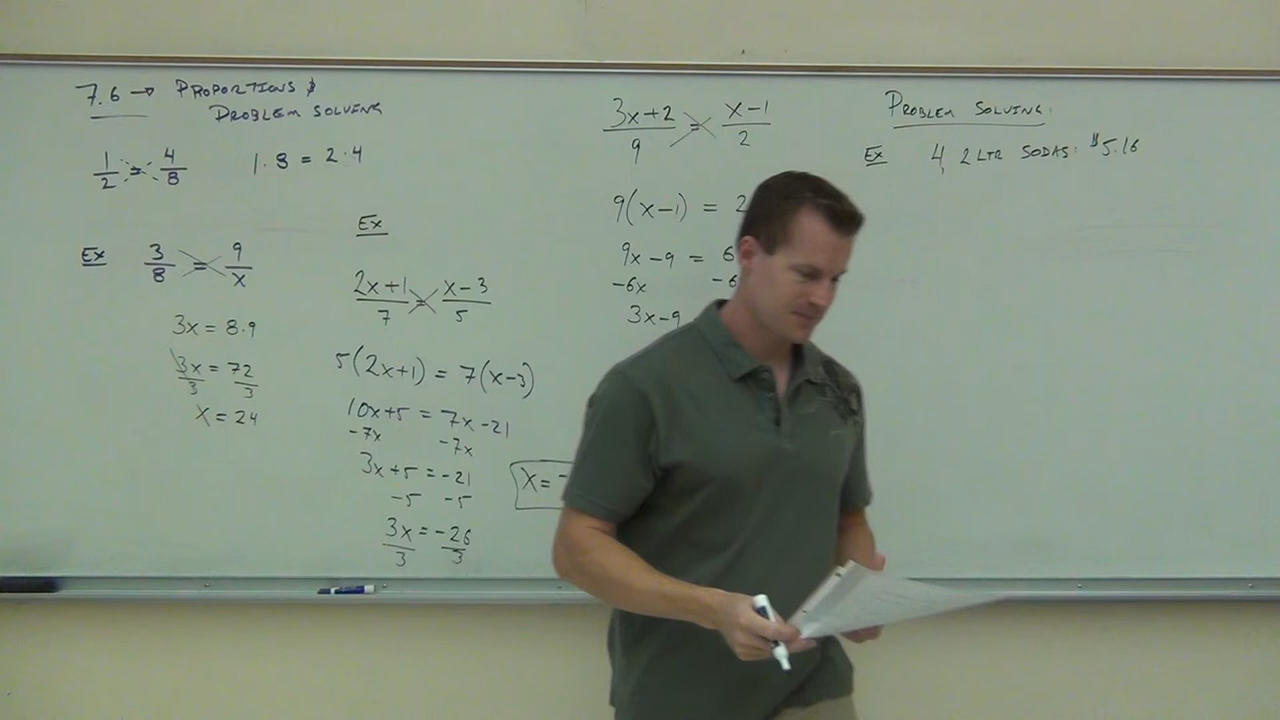 7.6 → PROPORTIONS &
PROBLEM SOLVING
1/2 = 4/8
1·8 = 2·4
Ex 3/8 = 9/x
3x = 8·9
3x = 72
3 3
x = 24
Ex
2x+1/7 = x-3/5
5(2x+1) = 7(x-3)
10x+5 = 7x-21
-7x -7x
3x+5 = -21
-5 -5
3x = -26
3 3
x = -
3x+2/9 = x-1/2
9(x-1) = 2
9x-9 = 6
-6x -6
3x-9
PROBLEM SOLVING:
Ex 4, 2 LTR SODAS: $5.16